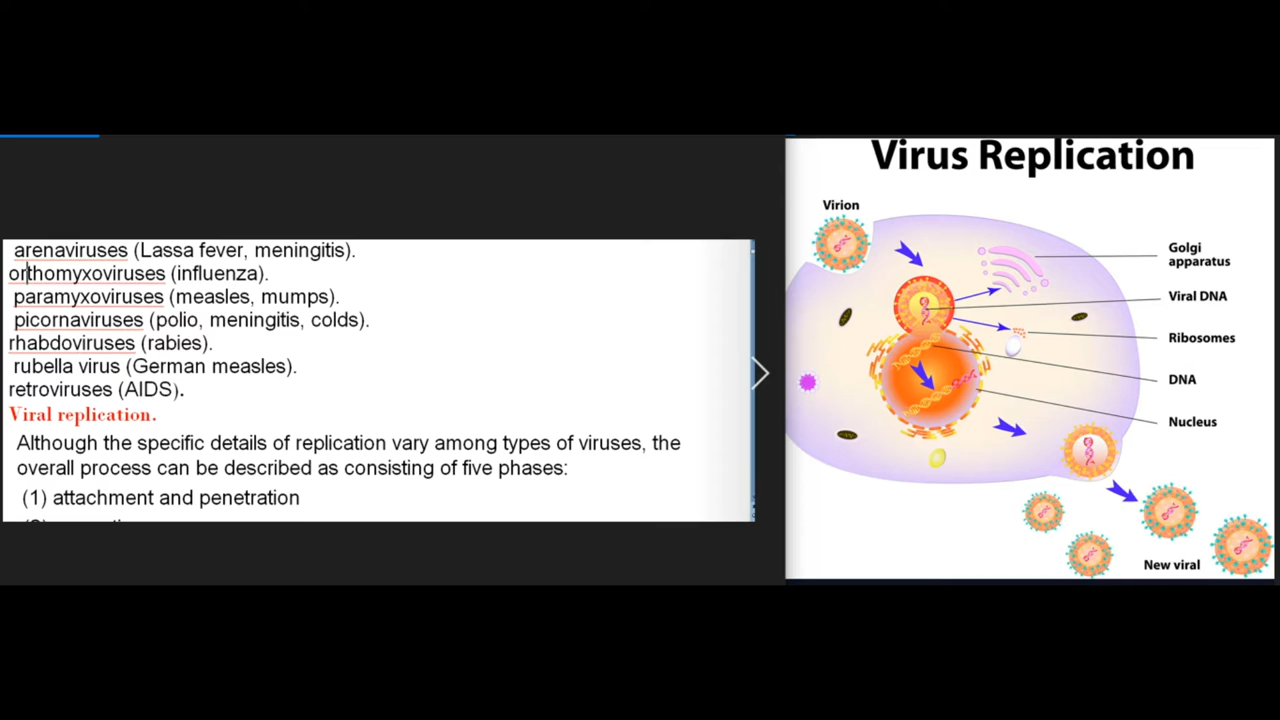 arenaviruses (Lassa fever, meningitis).
orthomyxoviruses (influenza).
paramyxoviruses (measles, mumps).
picornaviruses (polio, meningitis, colds).
rhabdoviruses (rabies).
rubella virus (German measles).
retroviruses (AIDS).
Viral replication.
Although the specific details of replication vary among types of viruses, the
overall process can be described as consisting of five phases:
(1) attachment and penetration
Virus Replication
Virion
Golgi
apparatus
Viral DNA
Ribosomes
DNA
Nucleus
New viral